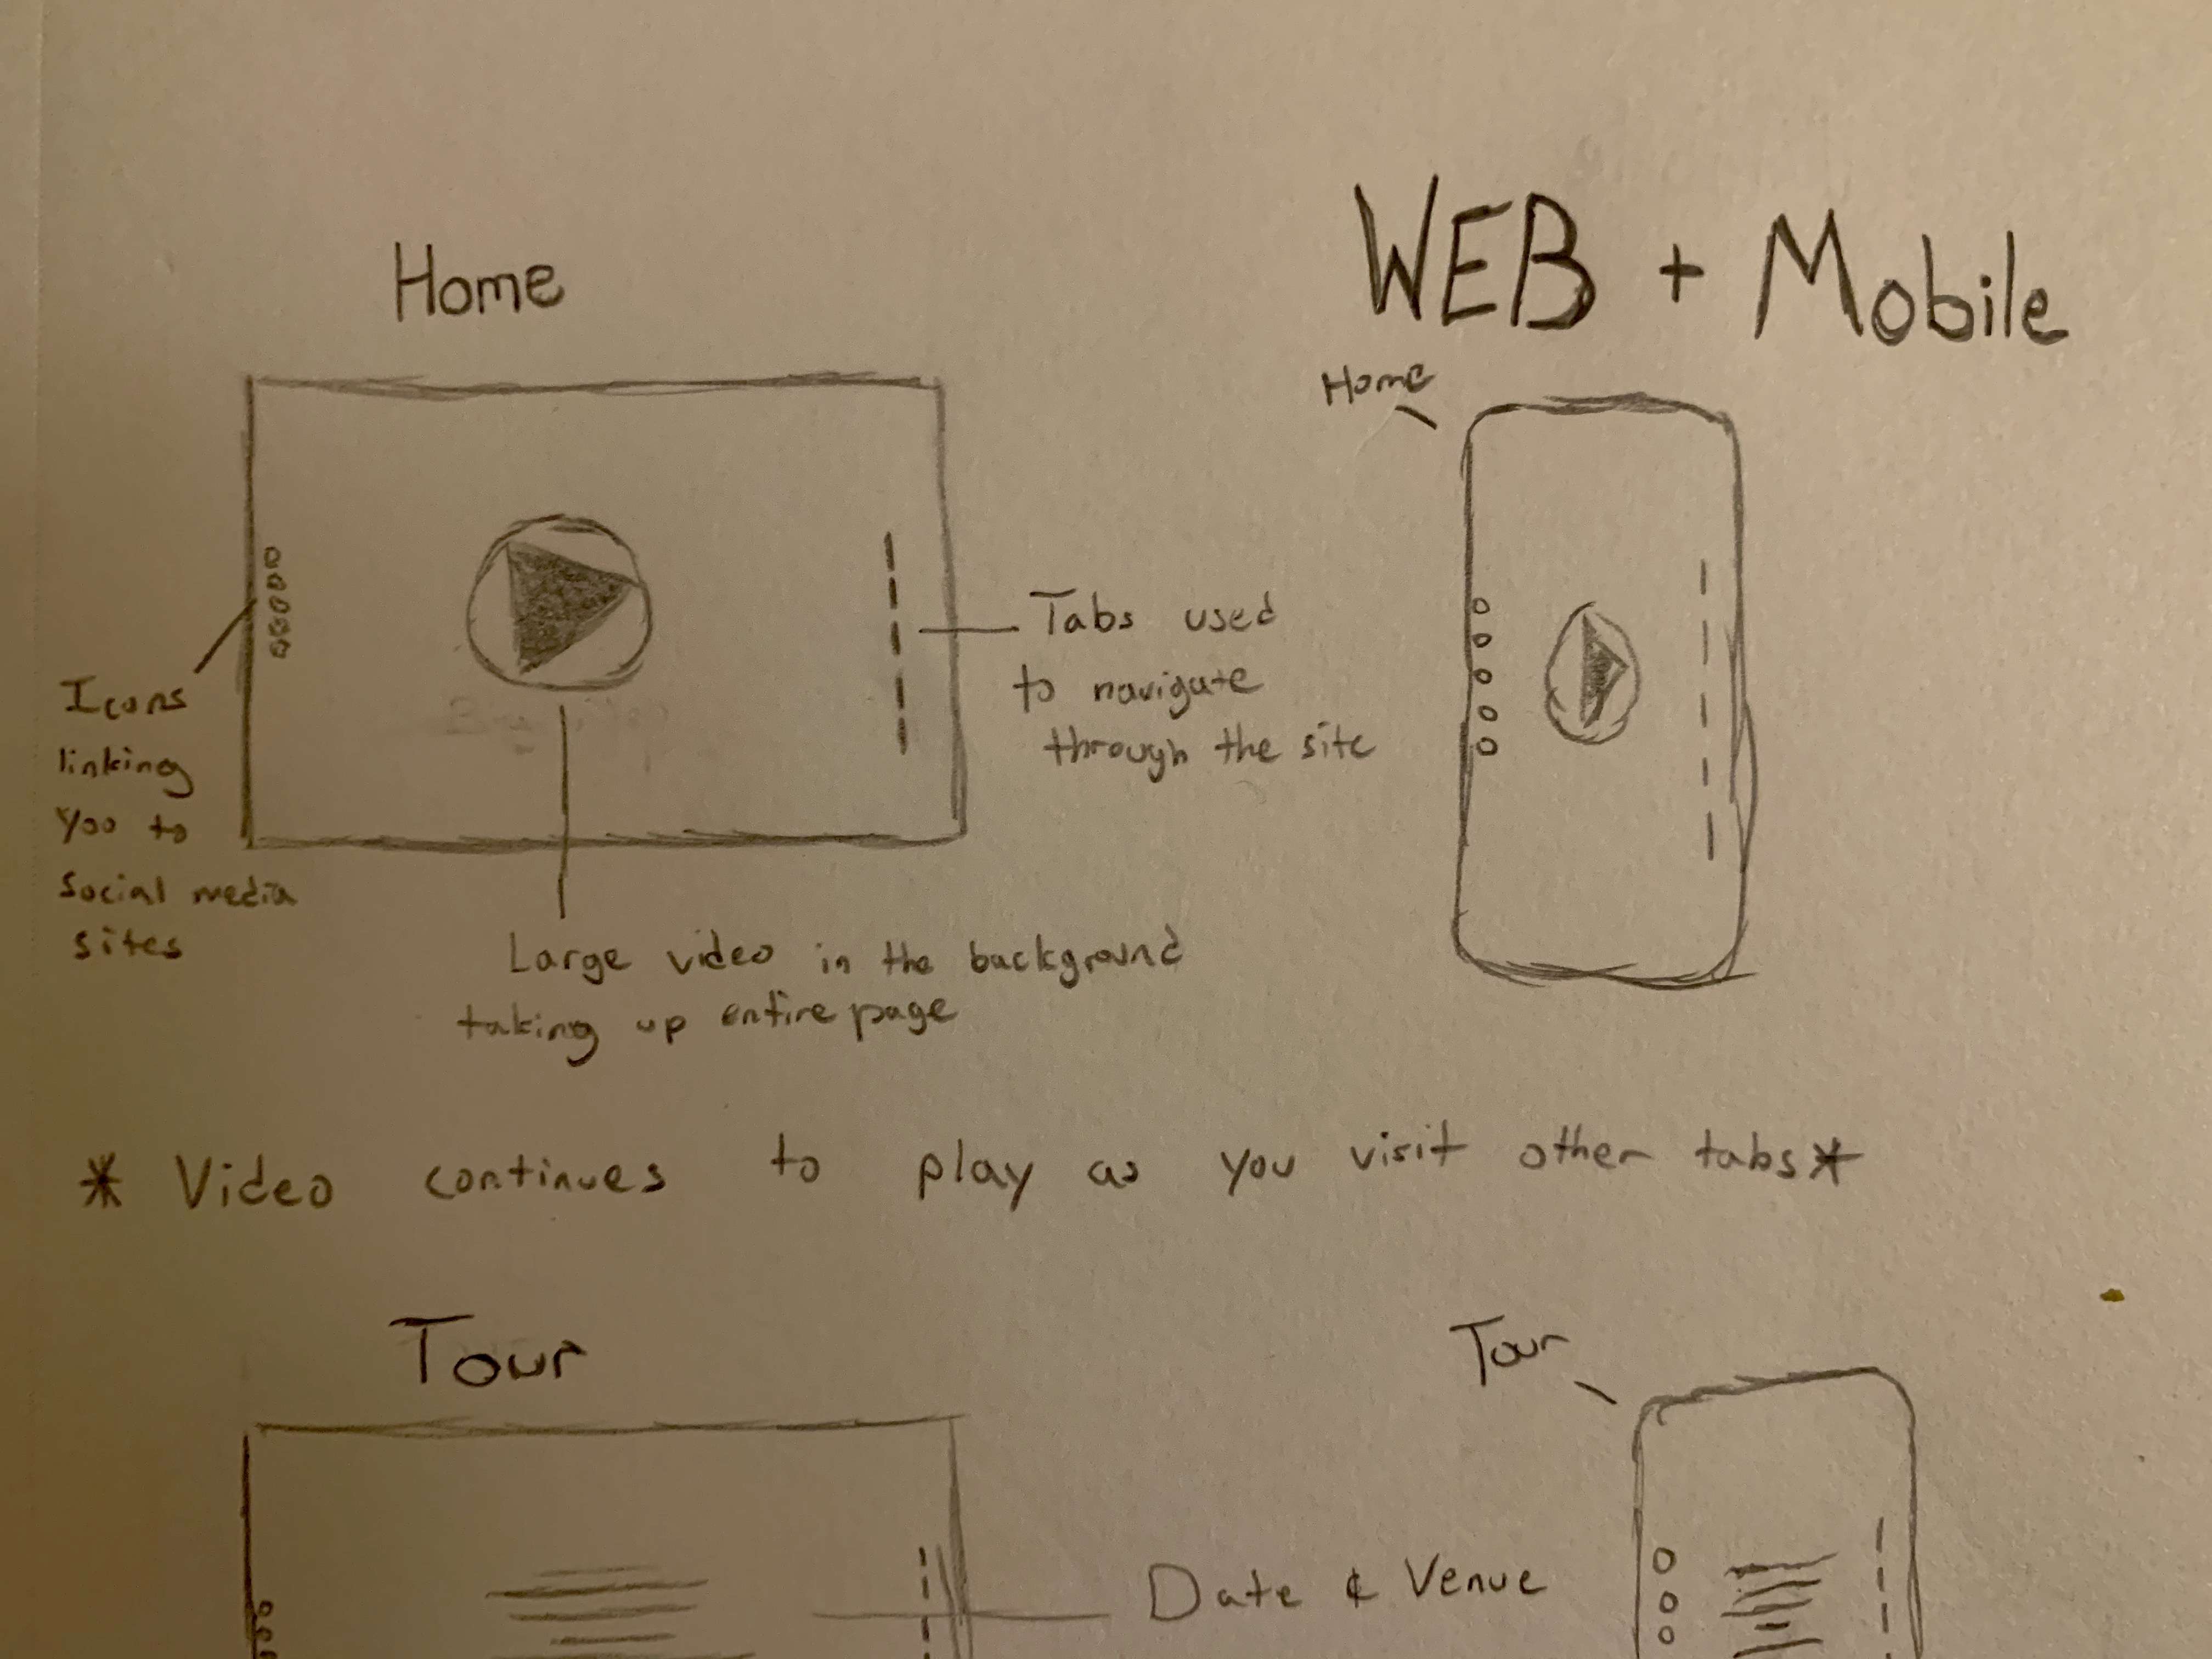 WEB + Mobile
Home
Home
Icons
linking
you to
social media
sites
Tabs used
to navigate
through the site
Large video in the background
taking up entire page
* Video continues to play as you visit other tabs*
Tour
Tour
Date & Venue